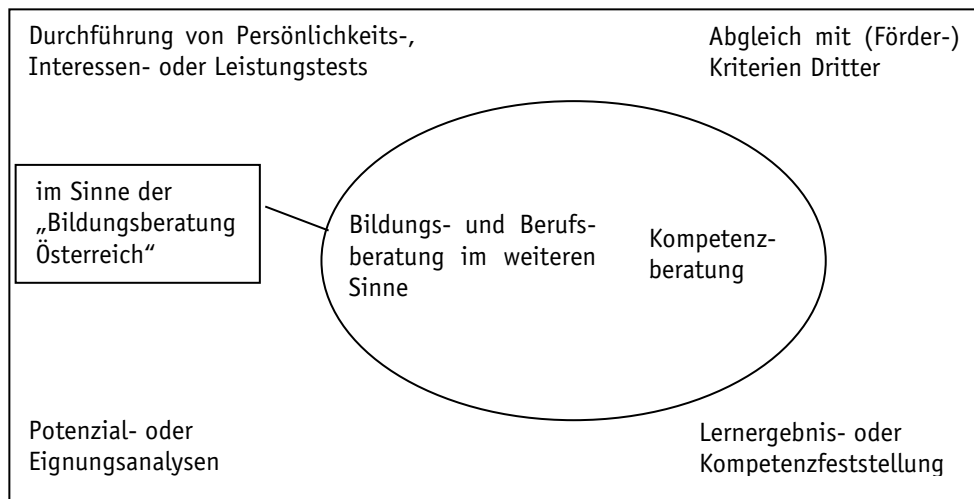 Durchführung von Persönlichkeits-,
Interessen- oder Leistungstests
Abgleich mit (Förder-)
Kriterien Dritter
im Sinne der
„Bildungsberatung
Österreich“
Bildungs- und Berufs-
beratung im weiteren
Sinne
Kompetenz-
beratung
Potenzial- oder
Eignungsanalysen
Lernergebnis- oder
Kompetenzfeststellung